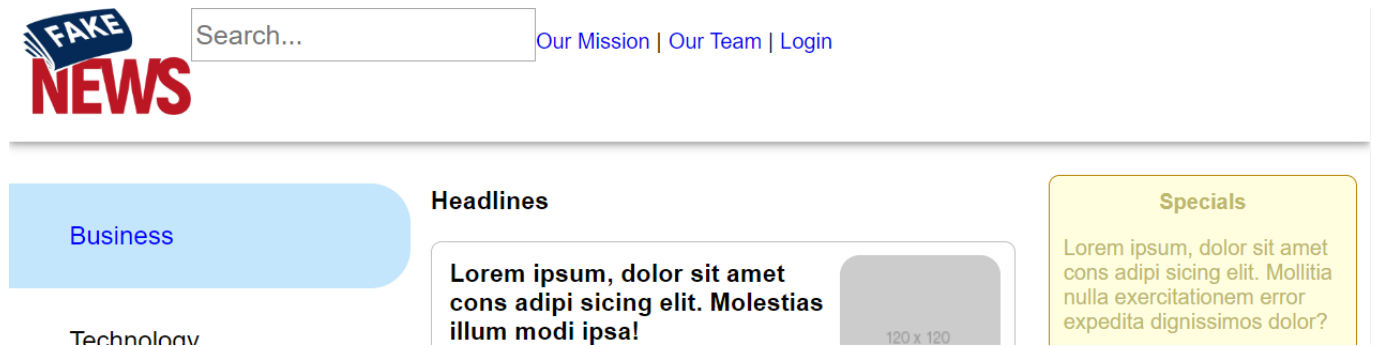 FAKE
NEWS
Search...
Our Mission | Our Team | Login
Business
Technology
Headlines
Lorem ipsum, dolor sit amet
cons adipi sicing elit. Molestias
illum modi ipsa!
120 x 120
Specials
Lorem ipsum, dolor sit amet
cons adipi sicing elit. Mollitia
nulla exercitationem error
expedita dignissimos dolor?